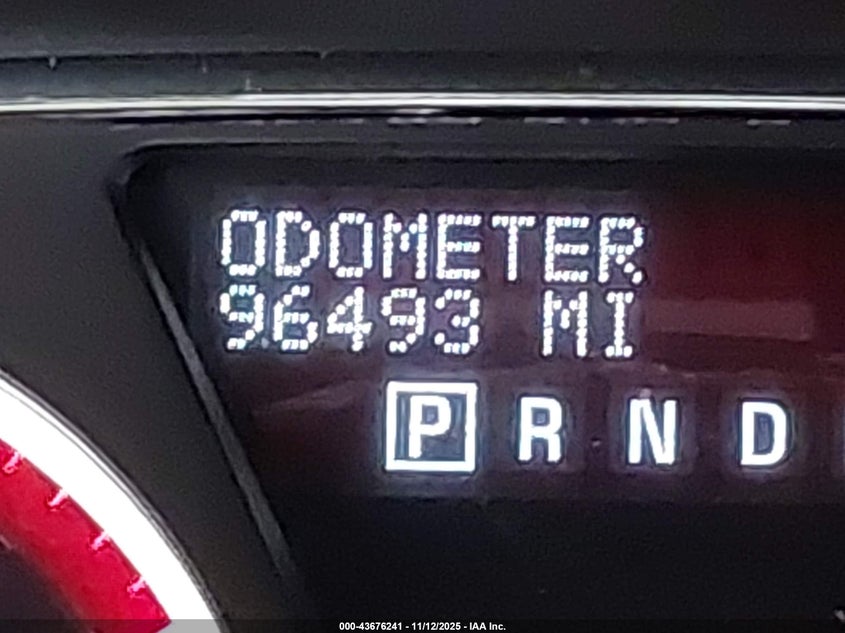 ODOMETER
96493 MI
P R N D
000-43676241 - 11/12/2025 - IAA Inc.